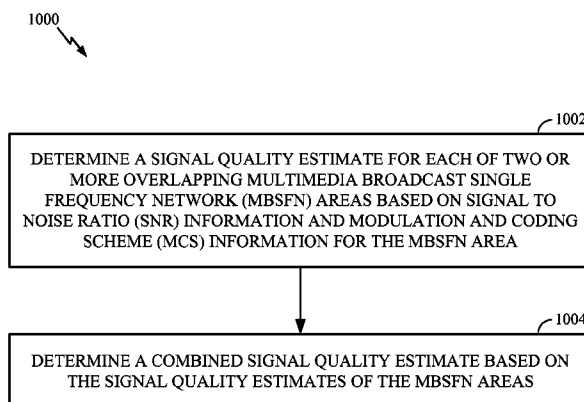 1000
1002
DETERMINE A SIGNAL QUALITY ESTIMATE FOR EACH OF TWO OR
MORE OVERLAPPING MULTIMEDIA BROADCAST SINGLE
FREQUENCY NETWORK (MBSFN) AREAS BASED ON SIGNAL TO
NOISE RATIO (SNR) INFORMATION AND MODULATION AND CODING
SCHEME (MCS) INFORMATION FOR THE MBSFN AREA
1004
DETERMINE A COMBINED SIGNAL QUALITY ESTIMATE BASED ON
THE SIGNAL QUALITY ESTIMATES OF THE MBSFN AREAS